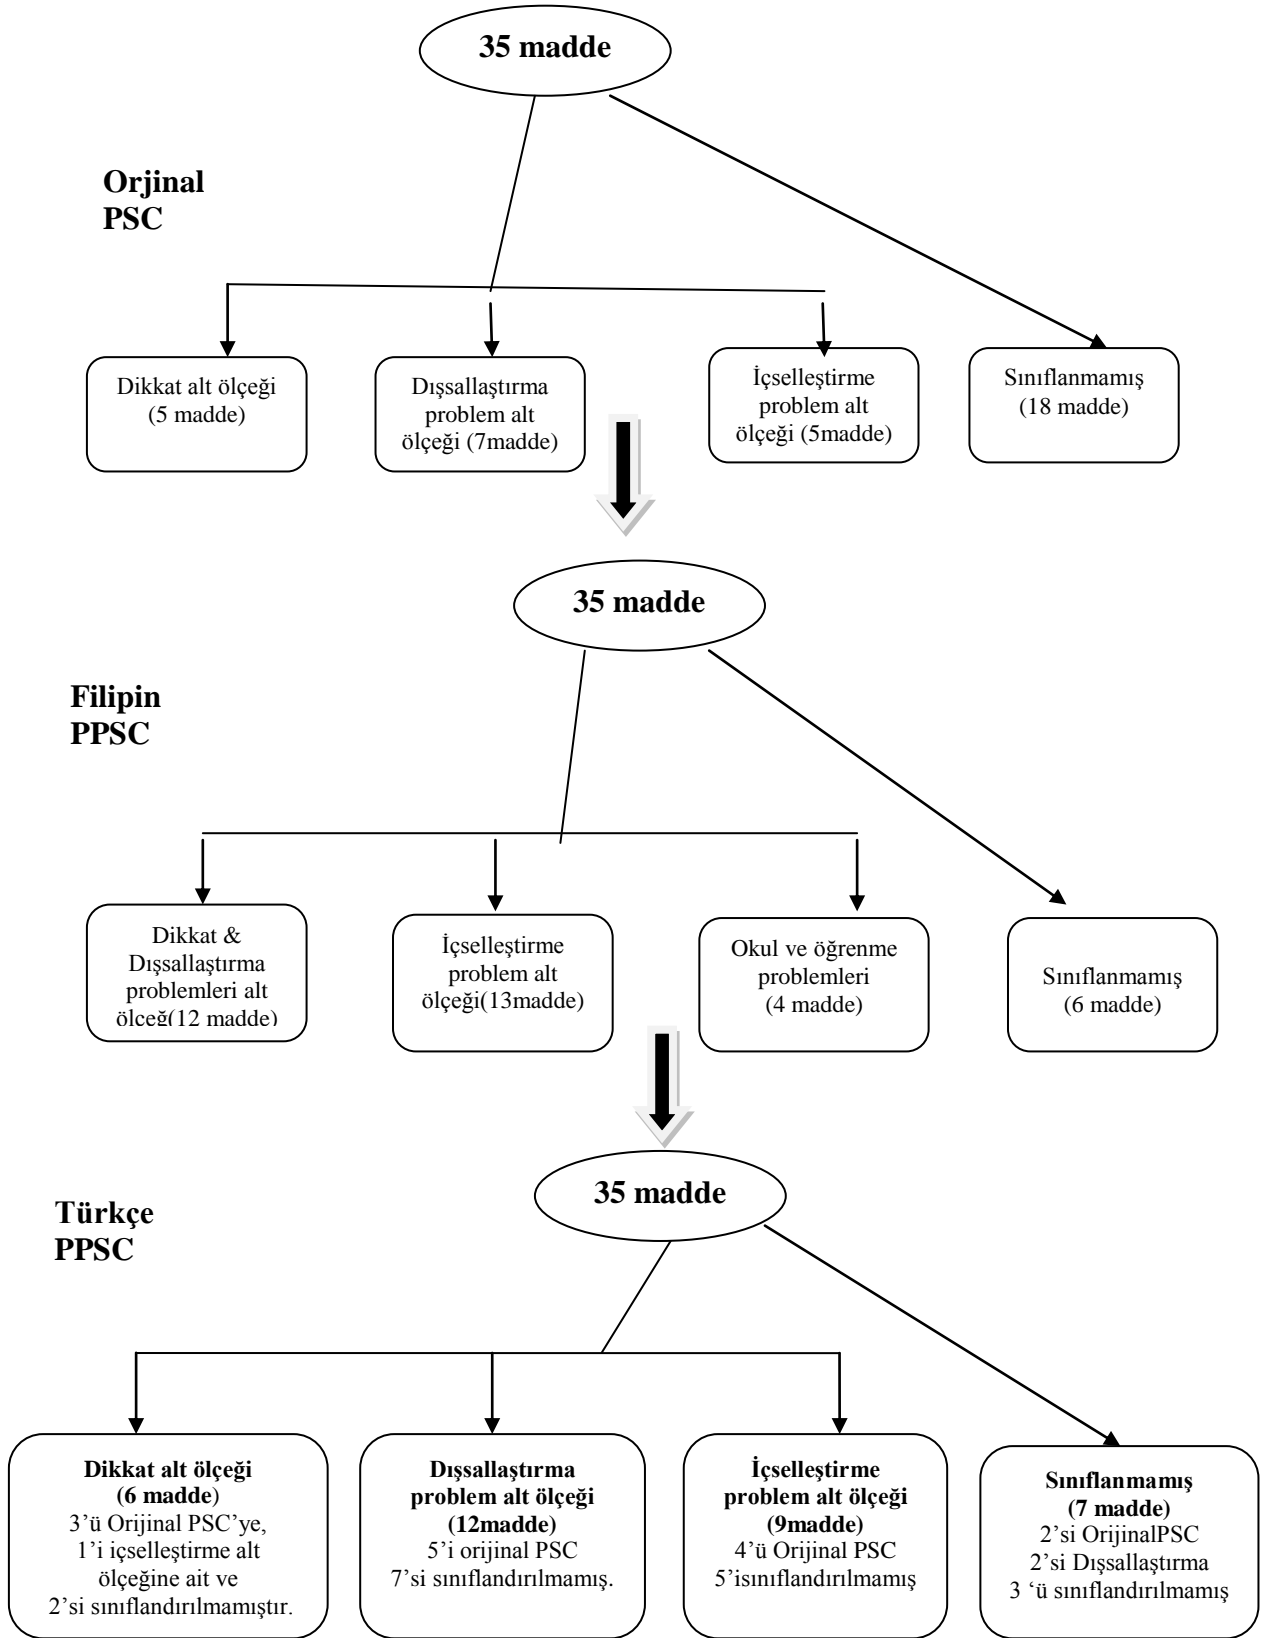 35 madde
Orjinal
PSC
Dikkat alt ölçeği
(5 madde)
Dışsallaştırma
problem alt
ölçeği (7madde)
İçselleştirme
problem alt
ölçeği (5madde)
Sınıflanmamış
(18 madde)
35 madde
Filipin
PPSC
Dikkat &
Dışsallaştırma
problemleri alt
ölçeğ(12 madde)
İçselleştirme
problem alt
ölçeği(13madde)
Okul ve öğrenme
problemleri
(4 madde)
Sınıflanmamış
(6 madde)
35 madde
Türkçe
PPSC
Dikkat alt ölçeği
(6 madde)
3’ü Orijinal PSC’ye,
1’i içselleştirme alt
ölçeğine ait ve
2’si sınıflandırılmamıştır.
Dışsallaştırma
problem alt ölçeği
(12madde)
5’i orijinal PSC
7’si sınıflandırılmamış.
İçselleştirme
problem alt ölçeği
(9madde)
4’ü Orijinal PSC
5’isınıflandırılmamış
Sınıflanmamış
(7 madde)
2’si OrijinalPSC
2’si Dışsallaştırma
3 ‘ü sınıflandırılmamış